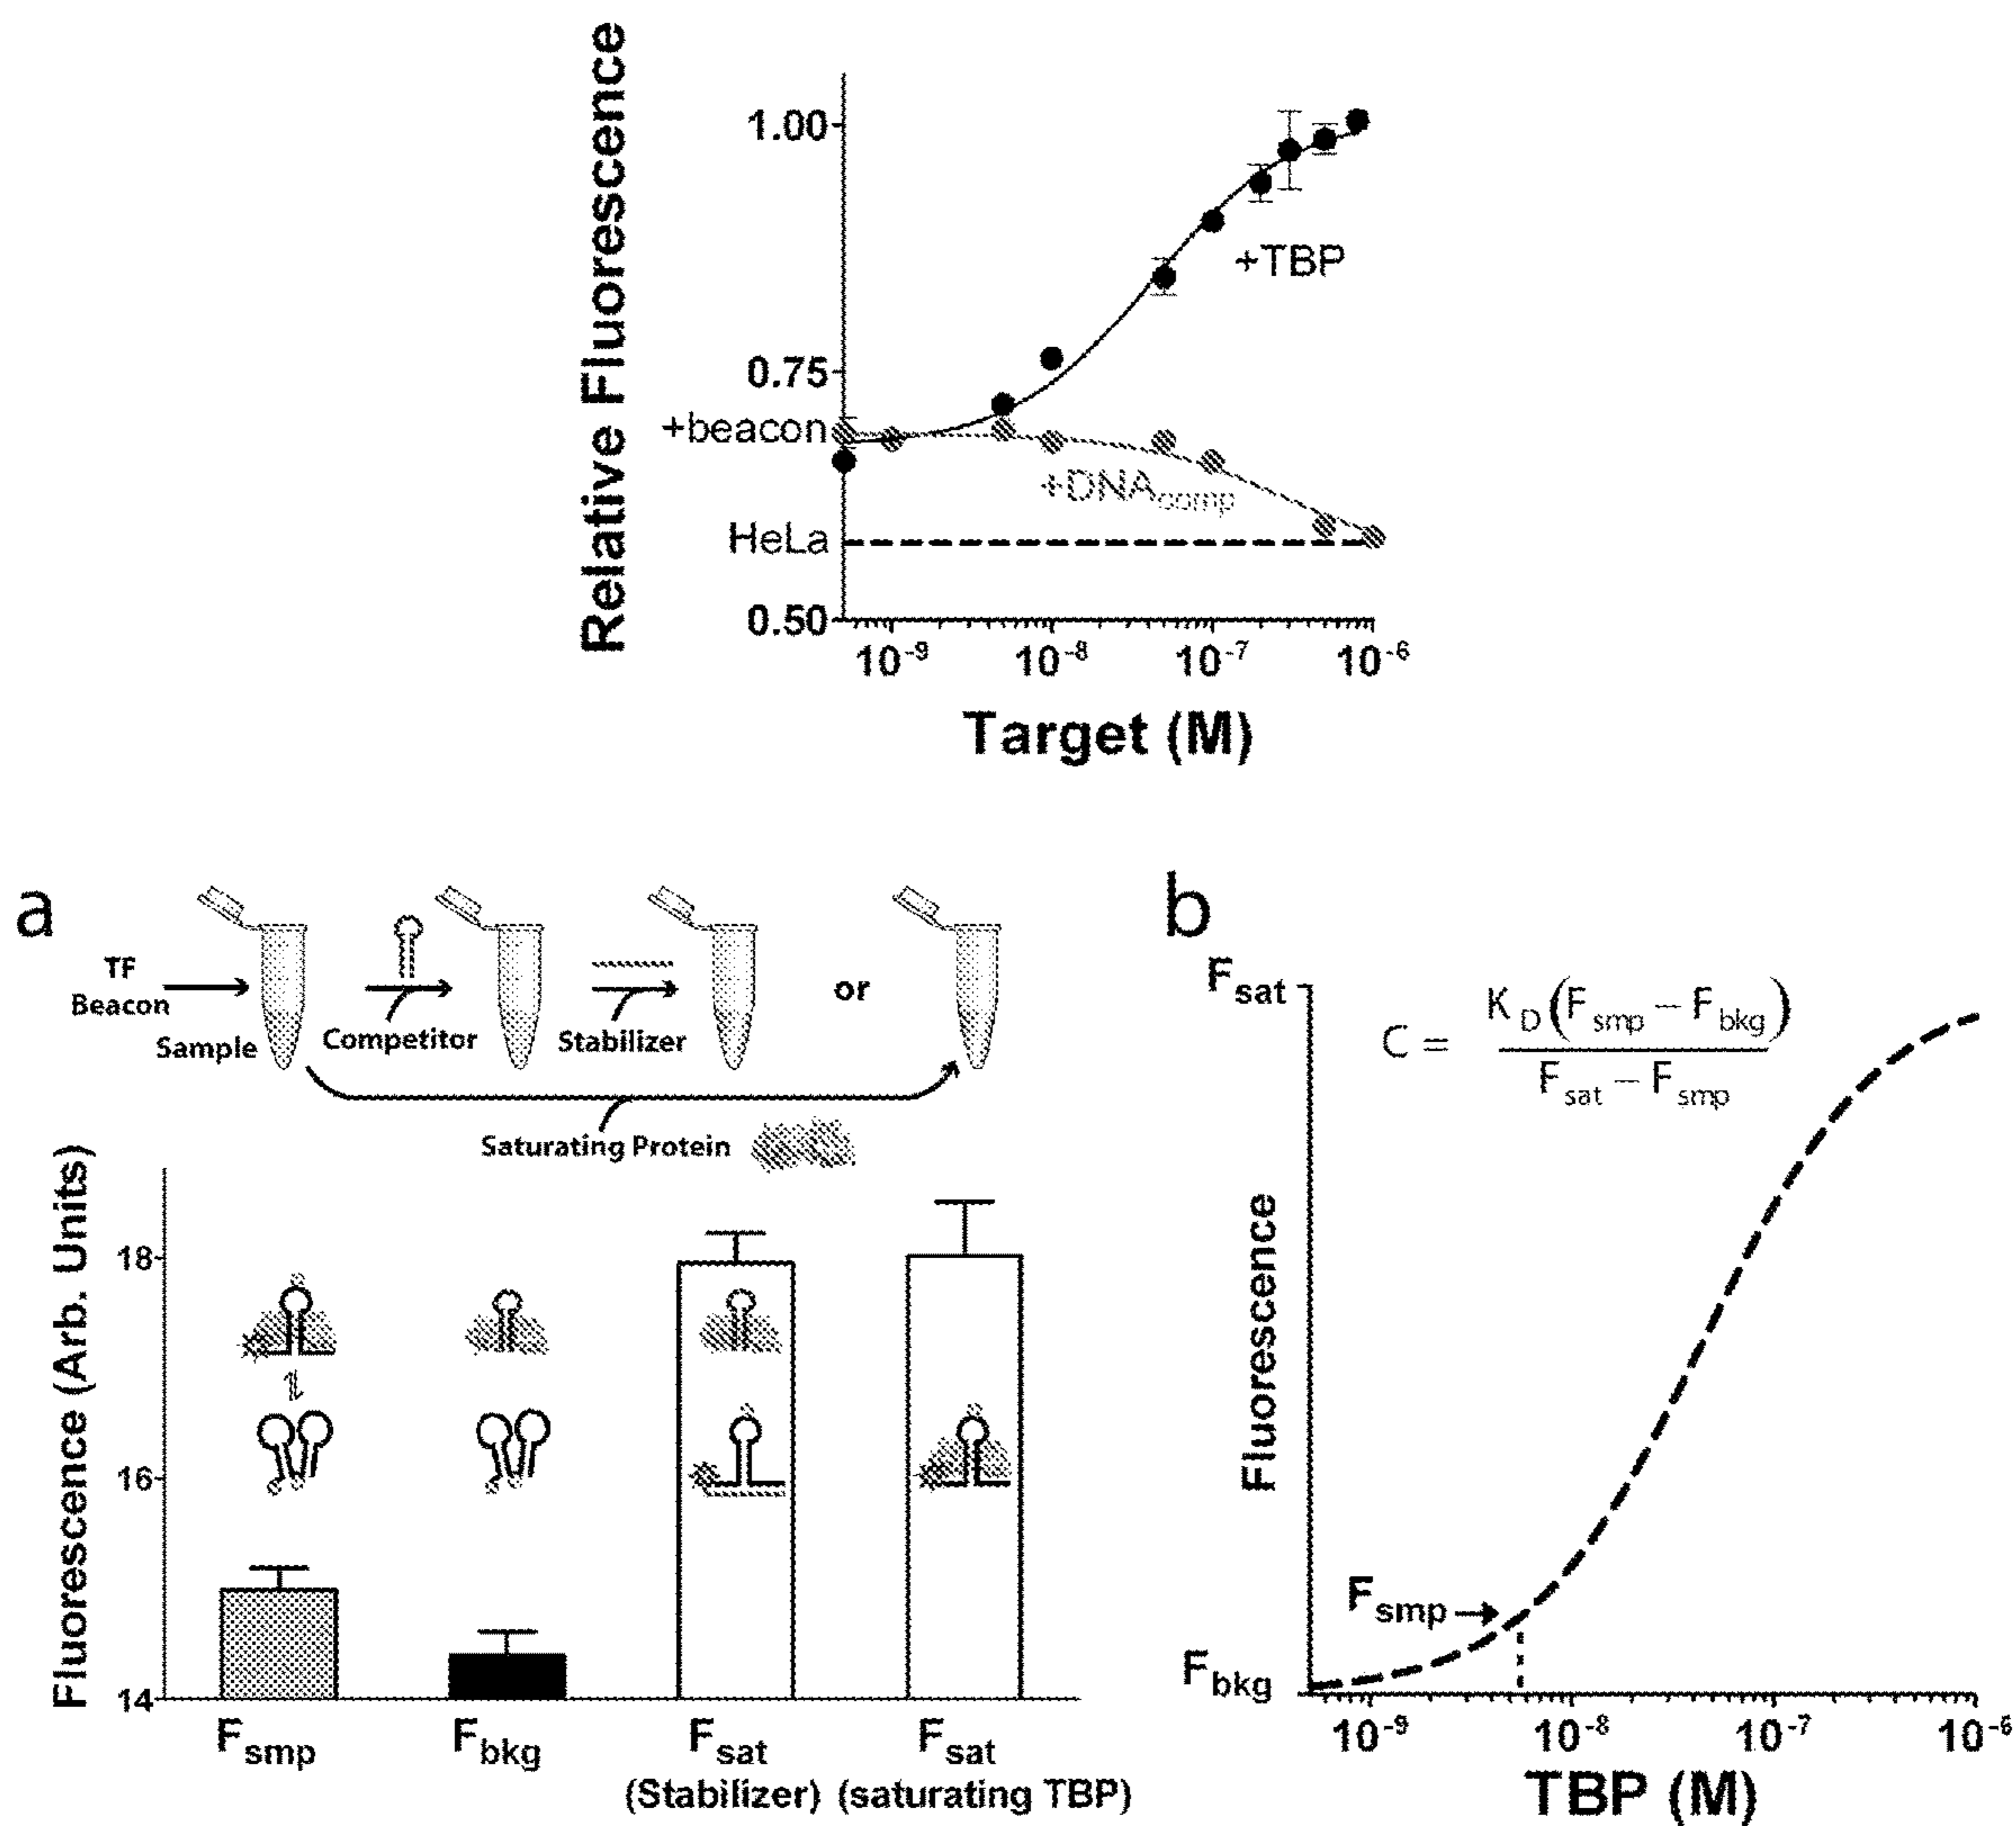 Relative Fluorescence
1.00
0.75
0.50
+TBP
+beacon
+DNAcomp
HeLa
10-9
10-8
10-7
10-6
Target (M)
a
TF
Beacon
Sample
Competitor
Stabilizer
or
Saturating Protein
Fluorescence (Arb. Units)
18
16
14
Fsmp
Fbkg
Fsat
(Stabilizer)
Fsat
(saturating TBP)
b
Fsat
C = KD(Fsmp – Fbkg)
Fsat – Fsmp
Fluorescence
Fsmp
Fbkg
10-9
10-8
10-7
10-6
TBP (M)